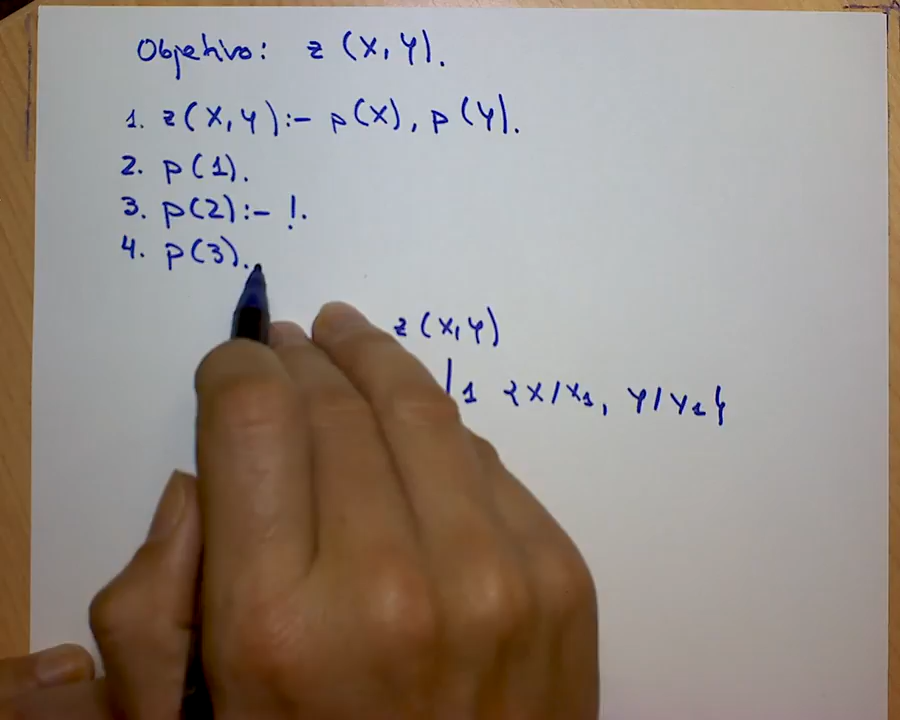 Objetivo: z (X, Y).
1. z(X,Y):- p(X), p(Y).
2. p(1).
3. p(2):- !.
4. p(3).
z(X,Y)
| 1 {X/X1, Y/Y1}